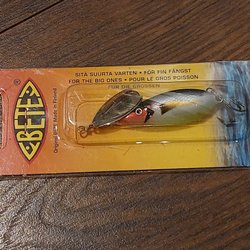 BETE
SITÄ SUURTA VARTEN • FÖR FIN FÅNGST
FOR THE BIG ONES • POUR LE GROS POISSON
FÜR DIE GROSSEN